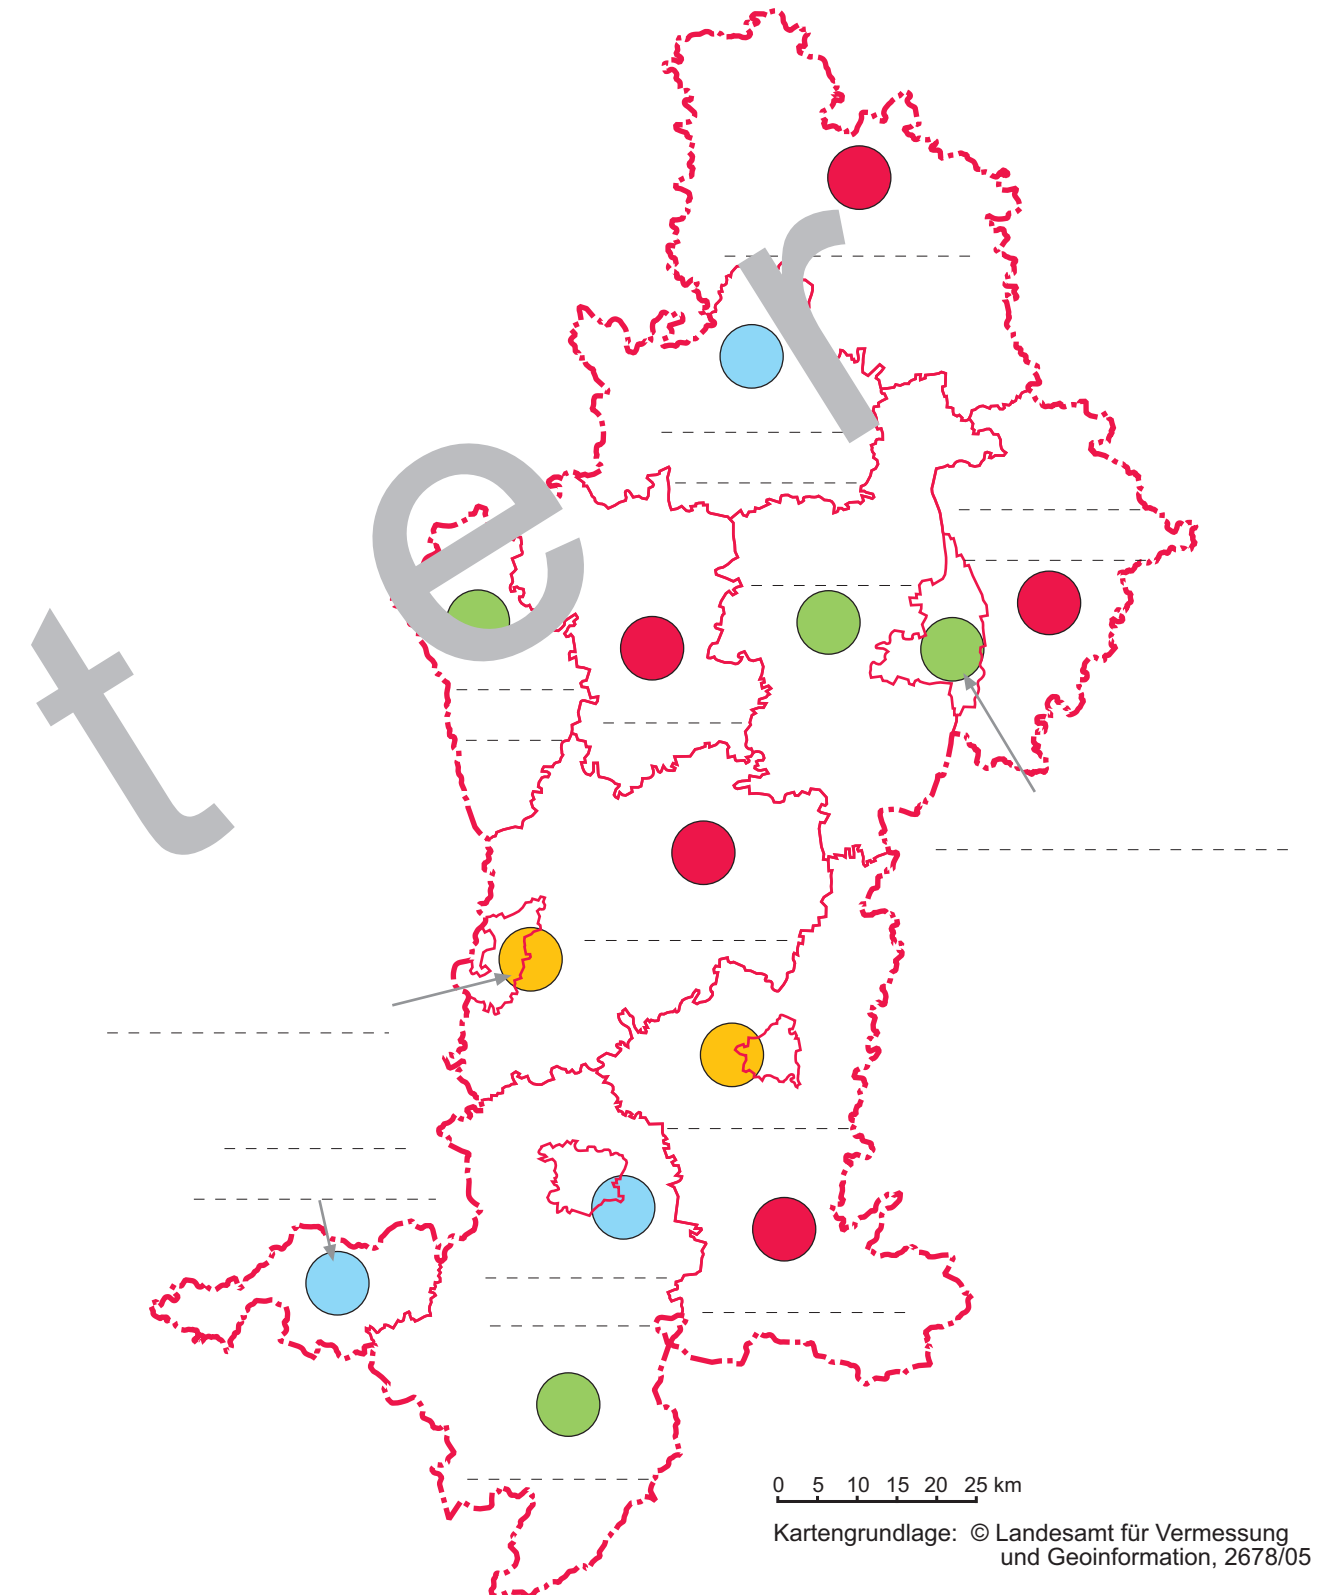 r
e
t
0 5 10 15 20 25 km
Kartengrundlage: © Landesamt für Vermessung
und Geoinformation, 2678/05